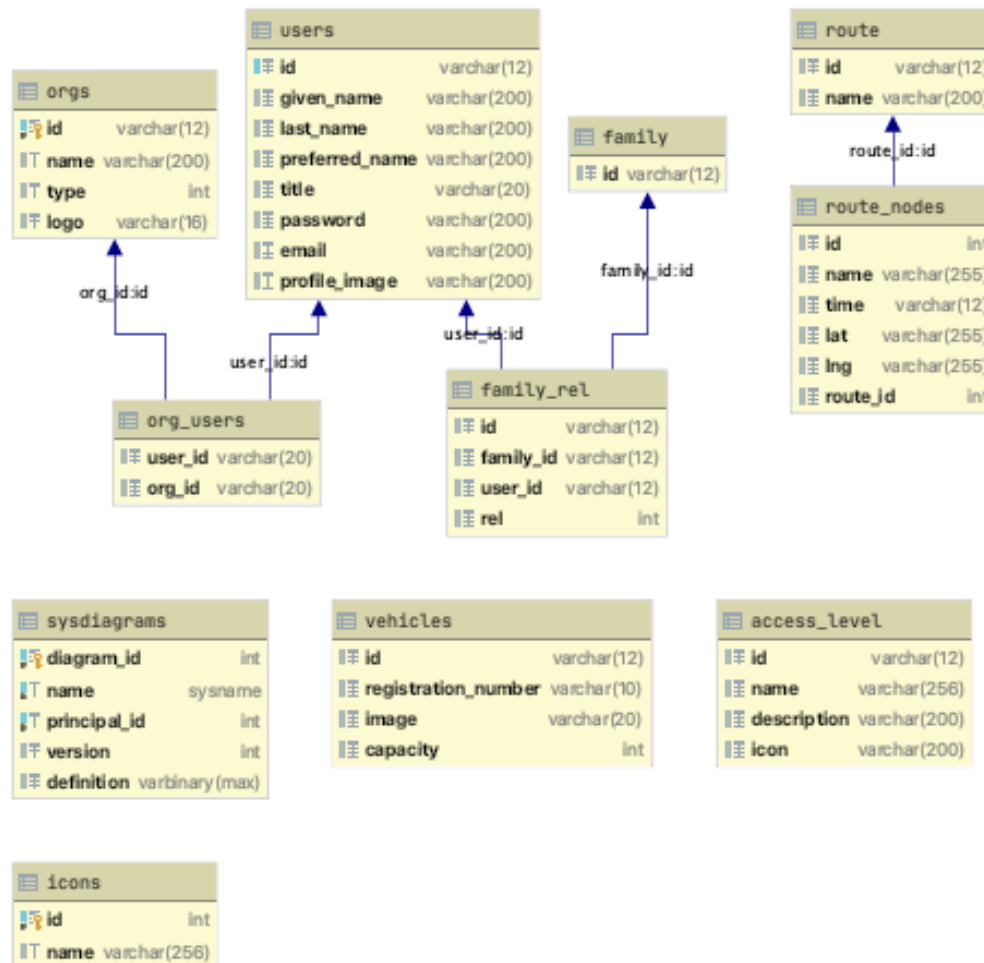 users
id varchar(12)
given_name varchar(200)
last_name varchar(200)
preferred_name varchar(200)
title varchar(20)
password varchar(200)
email varchar(200)
profile_image varchar(200)
route
id varchar(12)
name varchar(200)
orgs
id varchar(12)
name varchar(200)
type int
logo varchar(16)
family
id varchar(12)
route_id:id
route_nodes
id int
name varchar(255)
time varchar(12)
lat varchar(255)
lng varchar(255)
route_id int
org_id:id
user_id:id
user_id:id
family_id:id
org_users
user_id varchar(20)
org_id varchar(20)
family_rel
id varchar(12)
family_id varchar(12)
user_id varchar(12)
rel int
sysdiagrams
diagram_id int
name sysname
principal_id int
version int
definition varbinary(max)
vehicles
id varchar(12)
registration_number varchar(10)
image varchar(20)
capacity int
access_level
id varchar(12)
name varchar(256)
description varchar(200)
icon varchar(200)
icons
id int
name varchar(256)